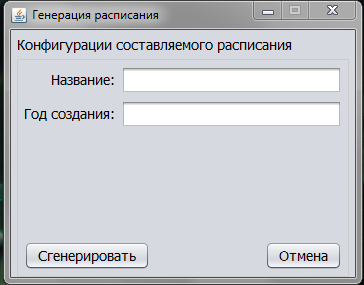 Генерация расписания
Конфигурации составляемого расписания
Название:
Год создания:
Сгенерировать
Отмена